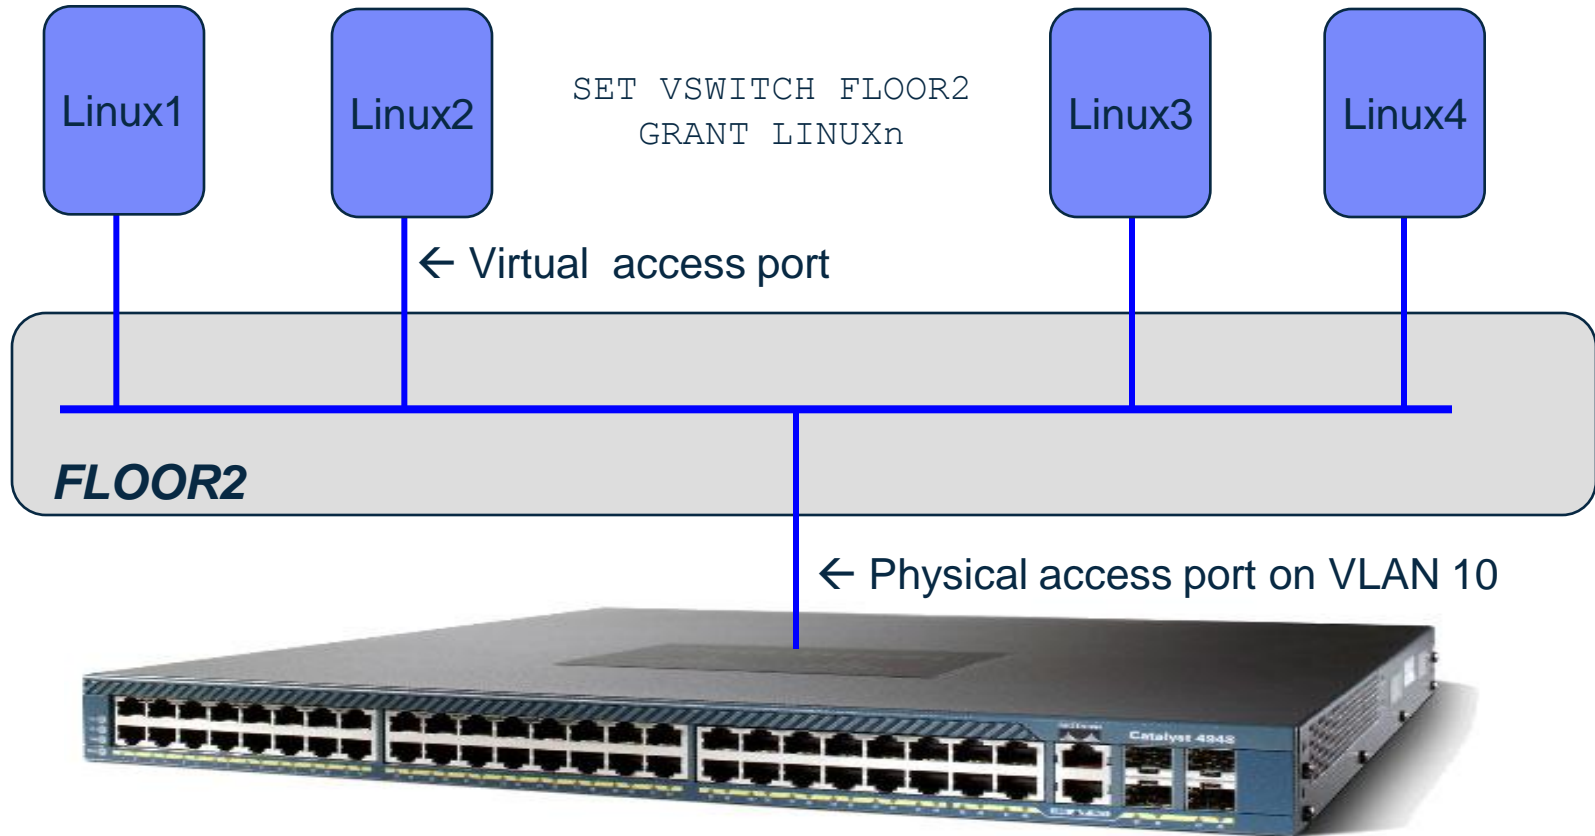 Linux1
Linux2
SET VSWITCH FLOOR2
GRANT LINUXn
Linux3
Linux4
← Virtual access port
FLOOR2
← Physical access port on VLAN 10
Catalyst 4948